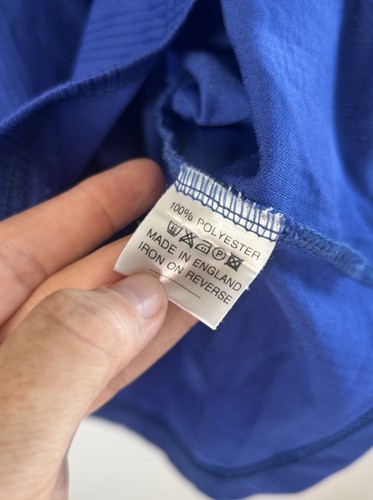 100% POLYESTER
MADE IN ENGLAND
IRON ON REVERSE